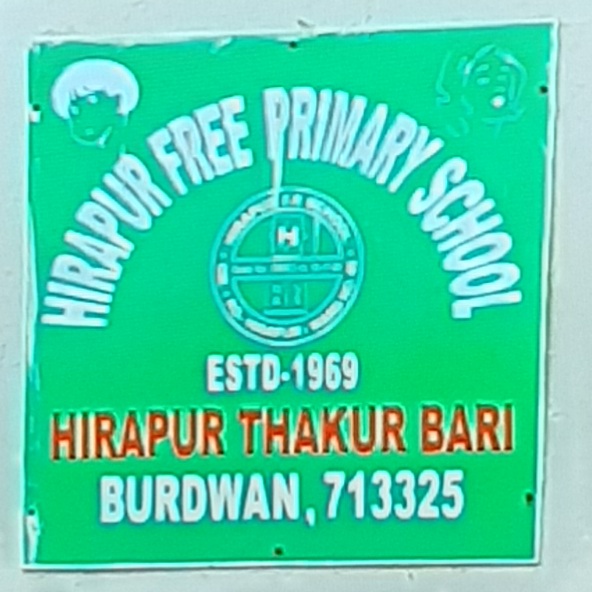 HIRAPUR FREE PRIMARY SCHOOL
ESTD-1969
HIRAPUR THAKUR BARI
BURDWAN, 713325